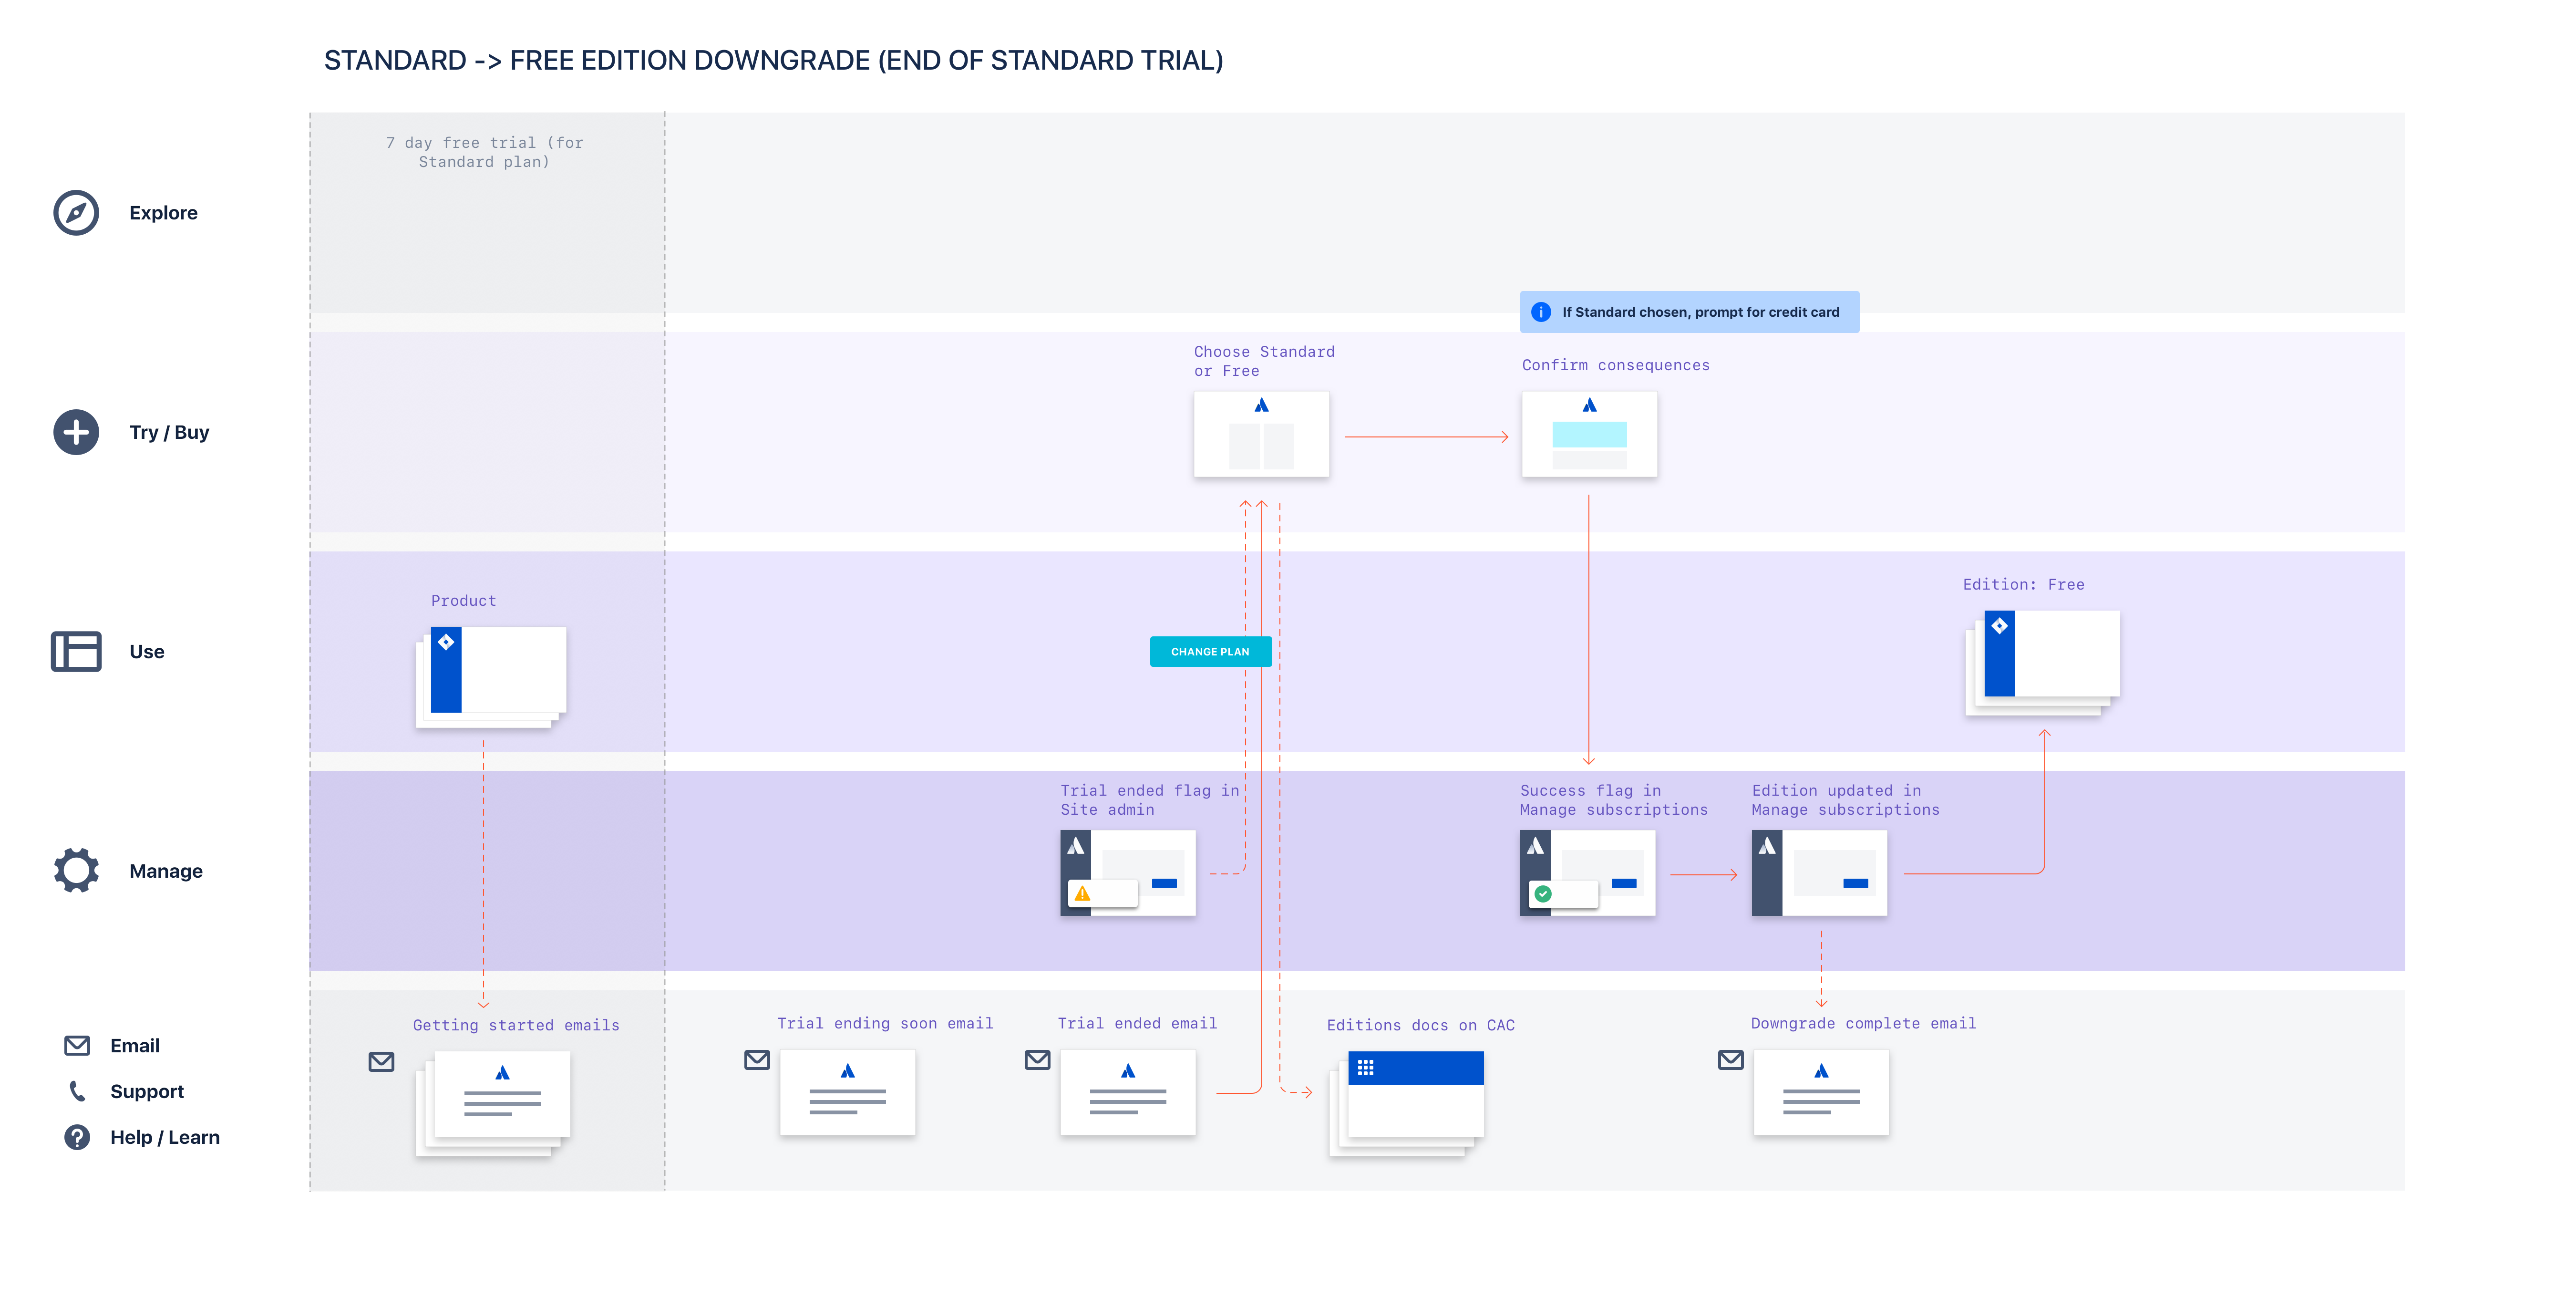 STANDARD -> FREE EDITION DOWNGRADE (END OF STANDARD TRIAL)
7 day free trial (for
Standard plan)
Explore
If Standard chosen, prompt for credit card
Choose Standard
or Free
Confirm consequences
Try / Buy
Edition: Free
Product
Use
CHANGE PLAN
Trial ended flag in
Site admin
Success flag in
Manage subscriptions
Edition updated in
Manage subscriptions
Manage
Getting started emails
Trial ending soon email
Trial ended email
Editions docs on CAC
Downgrade complete email
Email
Support
Help / Learn